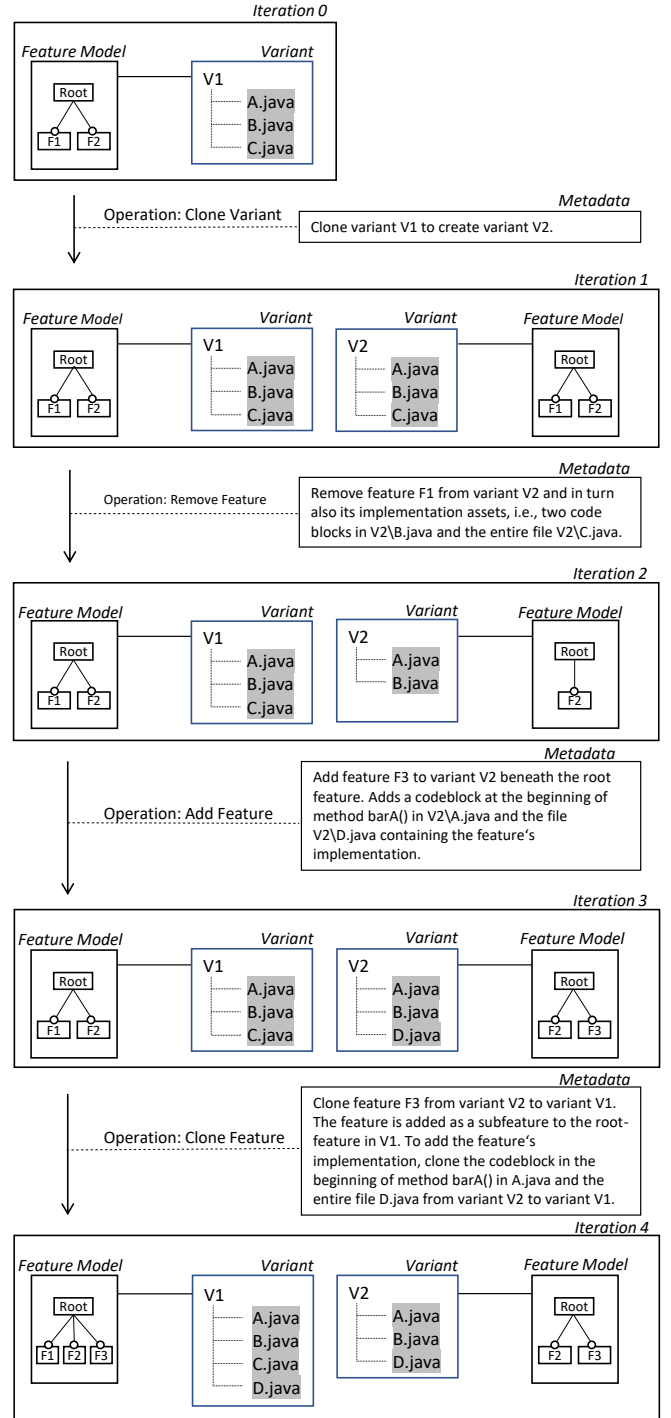 Iteration 0
Feature Model
Variant
Root
F1 F2
V1
A.java
B.java
C.java
Operation: Clone Variant
Metadata
Clone variant V1 to create variant V2.
Iteration 1
Feature Model
Variant
Variant
Feature Model
Root
F1 F2
V1
A.java
B.java
C.java
V2
A.java
B.java
C.java
Root
F1 F2
Operation: Remove Feature
Metadata
Remove feature F1 from variant V2 and in turn
also its implementation assets, i.e., two code
blocks in V2\B.java and the entire file V2\C.java.
Iteration 2
Feature Model
Variant
Variant
Feature Model
Root
F1 F2
V1
A.java
B.java
C.java
V2
A.java
B.java
Root
F2
Operation: Add Feature
Metadata
Add feature F3 to variant V2 beneath the root
feature. Adds a codeblock at the beginning of
method barA() in V2\A.java and the file
V2\D.java containing the feature‘s
implementation.
Iteration 3
Feature Model
Variant
Variant
Feature Model
Root
F1 F2
V1
A.java
B.java
C.java
V2
A.java
B.java
D.java
Root
F2 F3
Operation: Clone Feature
Metadata
Clone feature F3 from variant V2 to variant V1.
The feature is added as a subfeature to the root-
feature in V1. To add the feature‘s
implementation, clone the codeblock in the
beginning of method barA() in A.java and the
entire file D.java from variant V2 to variant V1.
Iteration 4
Feature Model
Variant
Variant
Feature Model
Root
F1 F2 F3
V1
A.java
B.java
C.java
D.java
V2
A.java
B.java
D.java
Root
F2 F3